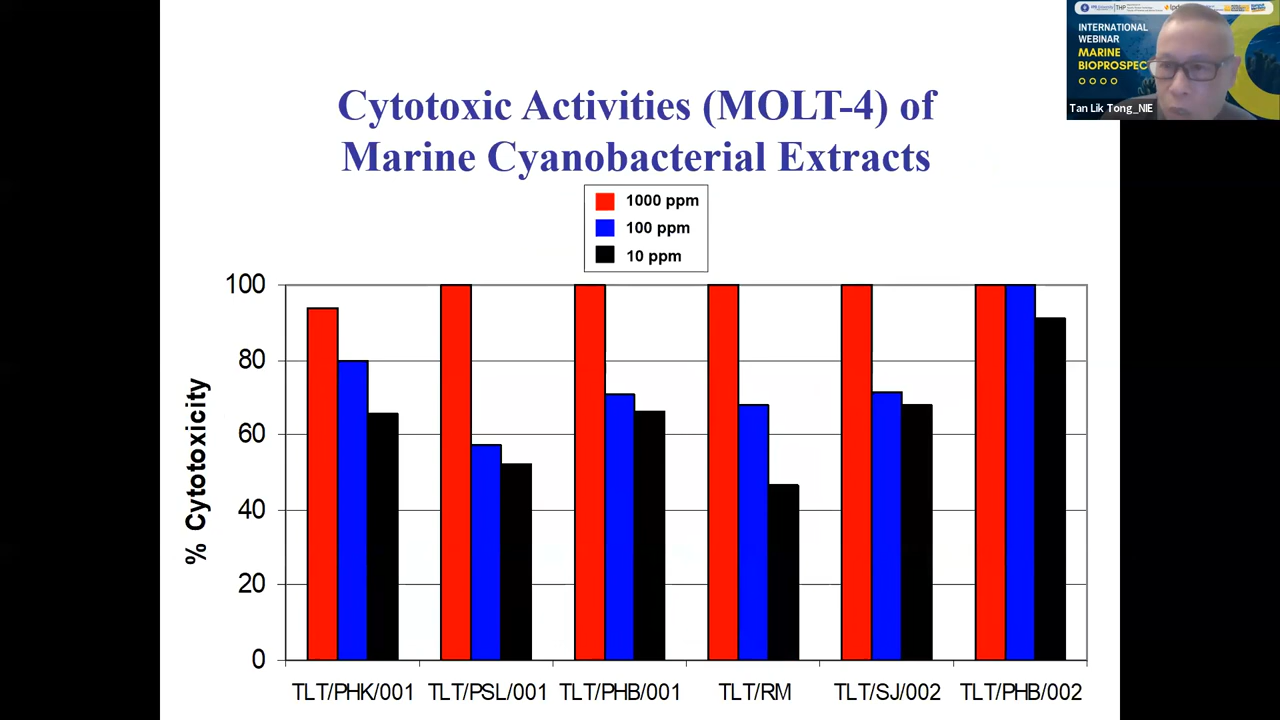 INTERNATIONAL
WEBINAR
MARINE
BIOPROSPEC
Tan Lik Tong_NIE
Cytotoxic Activities (MOLT-4) of
Marine Cyanobacterial Extracts
1000 ppm
100 ppm
10 ppm
% Cytotoxicity
100
80
60
40
20
0
TLT/PHK/001 TLT/PSL/001 TLT/PHB/001 TLT/RM TLT/SJ/002 TLT/PHB/002